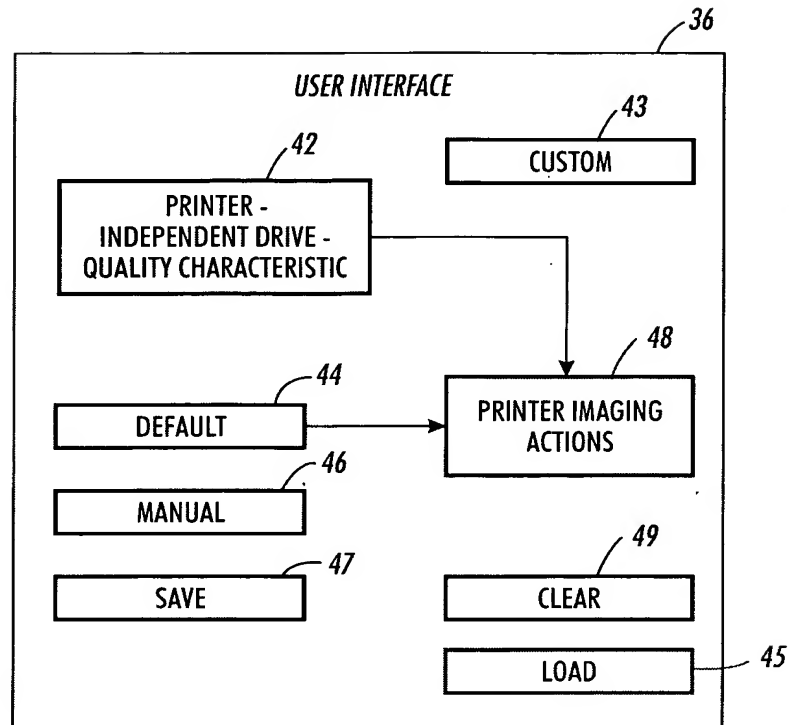 36
USER INTERFACE
43
CUSTOM
42
PRINTER -
INDEPENDENT DRIVE -
QUALITY CHARACTERISTIC
48
PRINTER IMAGING
ACTIONS
44
DEFAULT
46
MANUAL
47
SAVE
49
CLEAR
LOAD
45